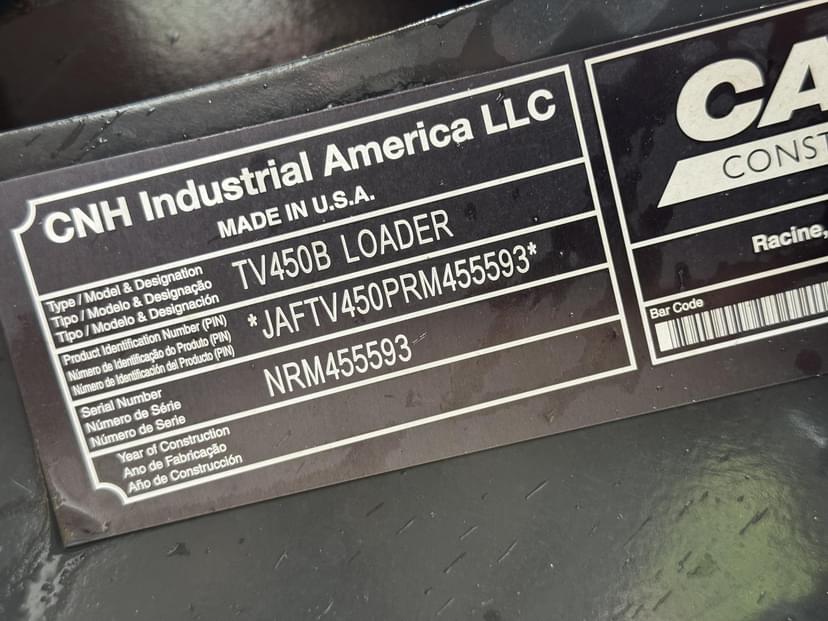 CNH Industrial America LLC
MADE IN U.S.A.
Type / Model & Designation
Tipo / Modelo & Designação
Tipo / Modelo & Designación
TV450B LOADER
Product Identification Number (PIN)
Número de Identificação do Produto (PIN)
Número de Identificación del Producto (PIN)
*JAFTV450PRM455593*
Serial Number
Número de Série
Número de Serie
NRM455593
Year of Construction
Ano de Fabricação
Año de Construcción
CA
CONST
Racine,
Bar Code